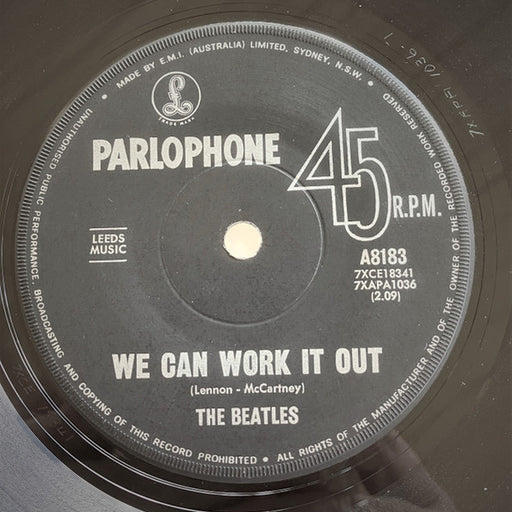 MADE BY E.M.I. (AUSTRALIA) LIMITED, SYDNEY, N.S.W. •
UNAUTHORISED PUBLIC PERFORMANCE, BROADCASTING AND COPYING OF THIS RECORD PROHIBITED • ALL RIGHTS OF THE MANUFACTURER AND OF THE OWNER OF THE RECORDED WORK RESERVED
£
TRADE MARK
PARLOPHONE
45 R.P.M.
LEEDS
MUSIC
A8183
7XCE18341
7XAPA1036
(2.09)
WE CAN WORK IT OUT
(Lennon - McCartney)
THE BEATLES